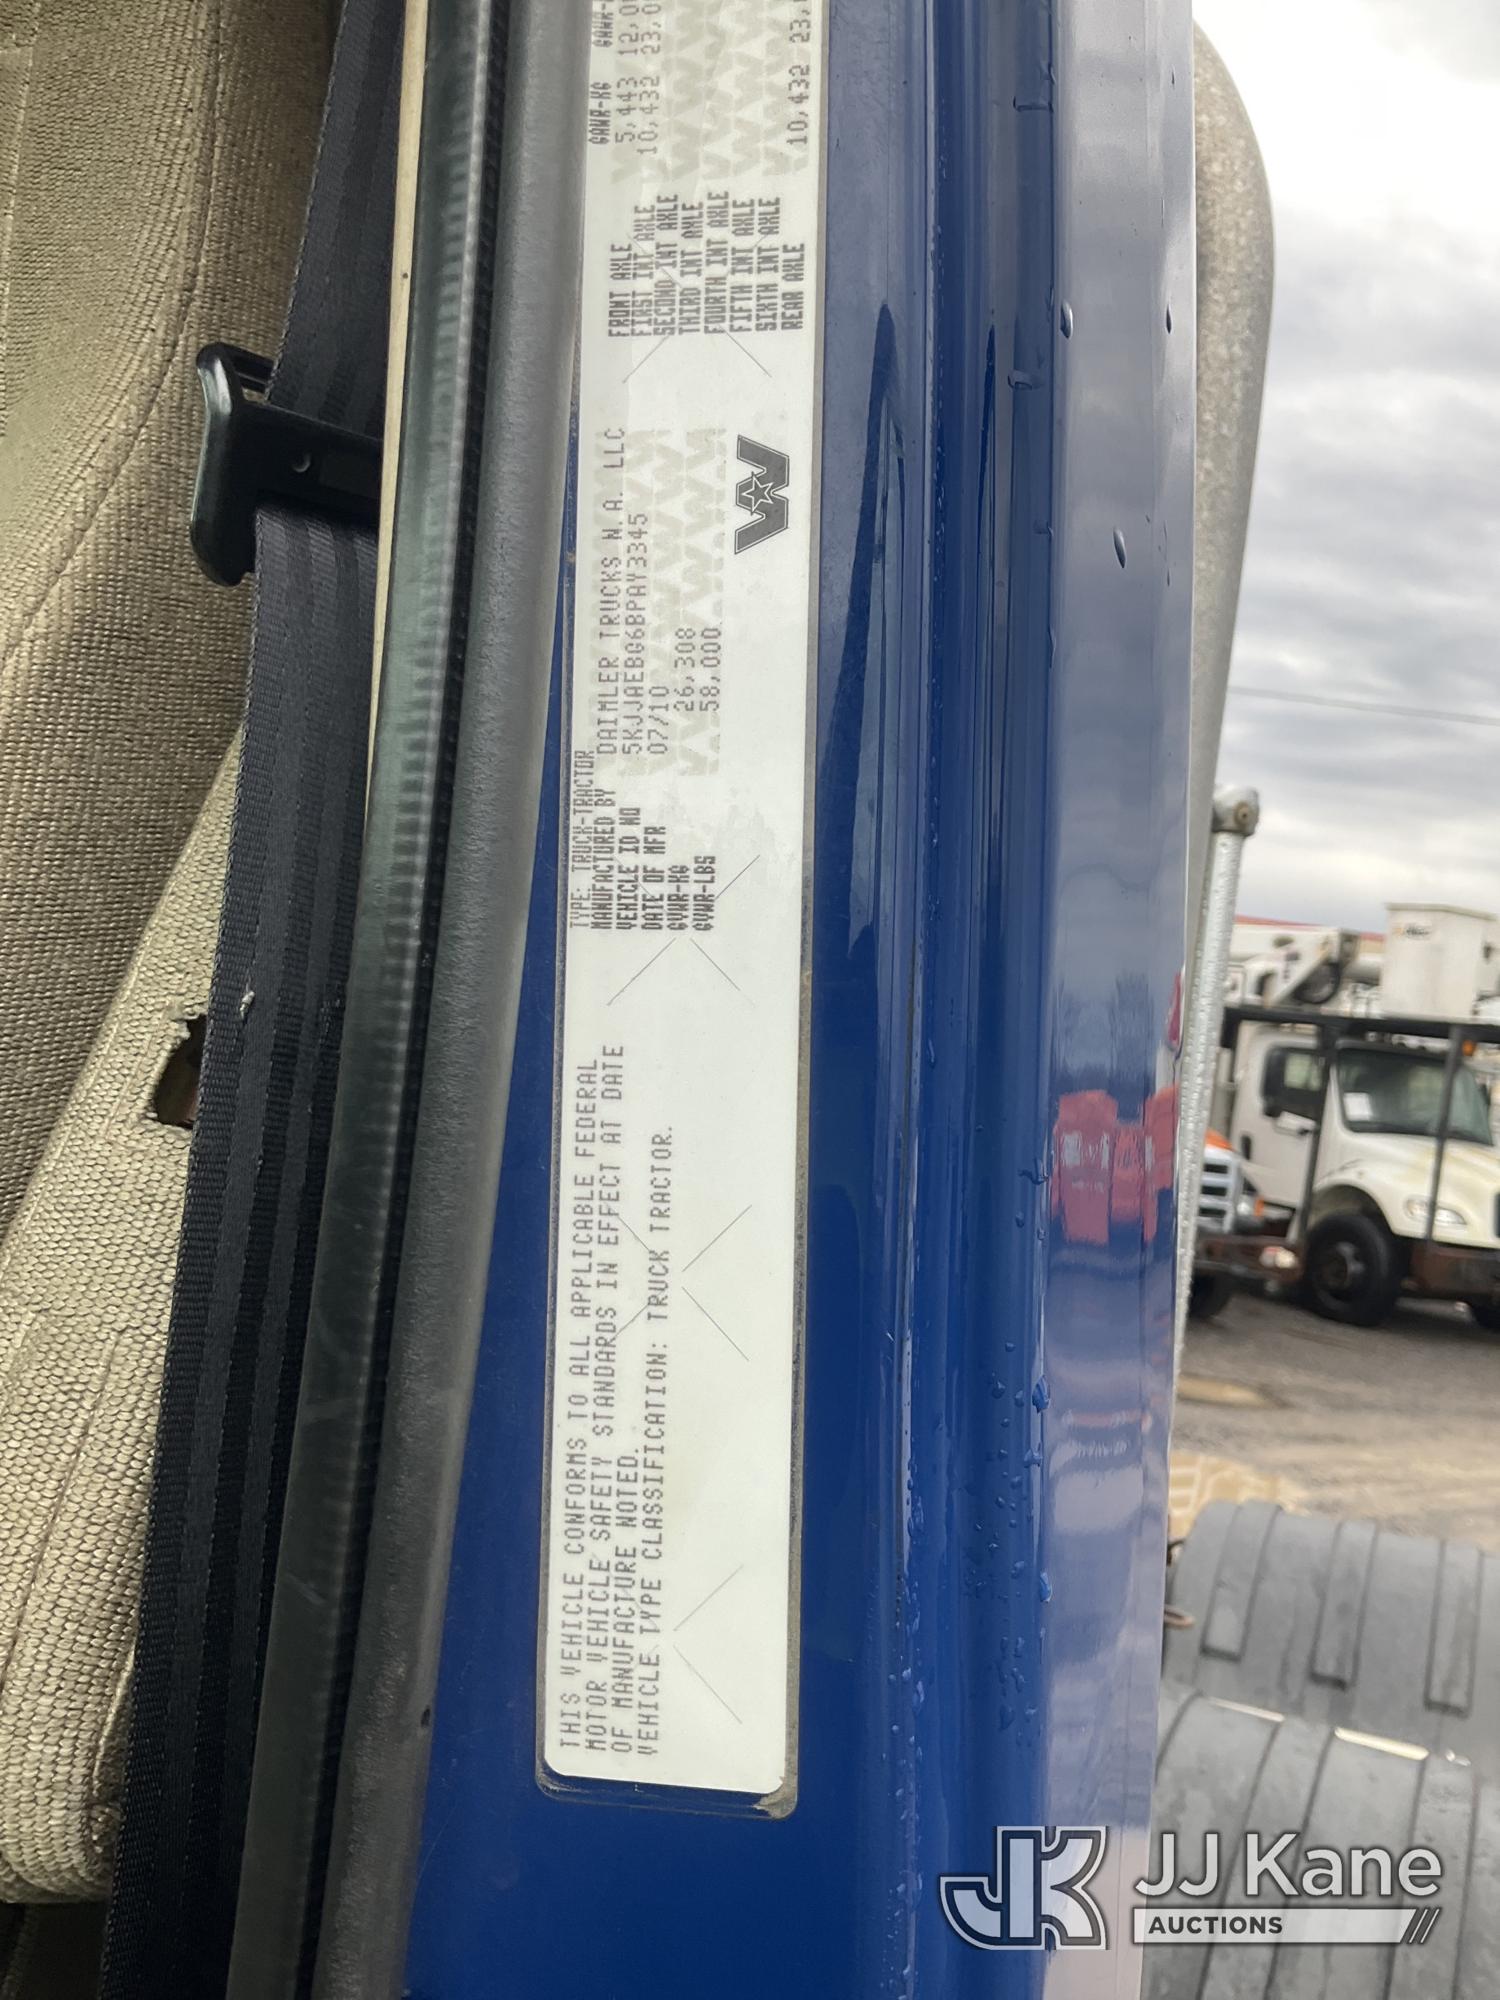 THIS VEHICLE CONFORMS TO ALL APPLICABLE FEDERAL
MOTOR VEHICLE SAFETY STANDARDS IN EFFECT AT DATE
OF MANUFACTURE NOTED.
VEHICLE TYPE CLASSIFICATION: TRUCK TRACTOR.
TYPE: TRUCK-TRACTOR
MANUFACTURED BY DAIMLER TRUCKS N.A. LLC
VEHICLE ID NO 5KJJAEBG6BPAY3345
DATE OF MFR 07/10
GVWR-KG 26,308
GVWR-LBS 58,000
GAWR-KG
FRONT AXLE 5,443
FIRST INT AXLE 10,432
SECOND INT AXLE
THIRD INT AXLE
FOURTH INT AXLE
FIFTH INT AXLE
SIXTH INT AXLE
REAR AXLE 10,432
JJ Kane
AUCTIONS